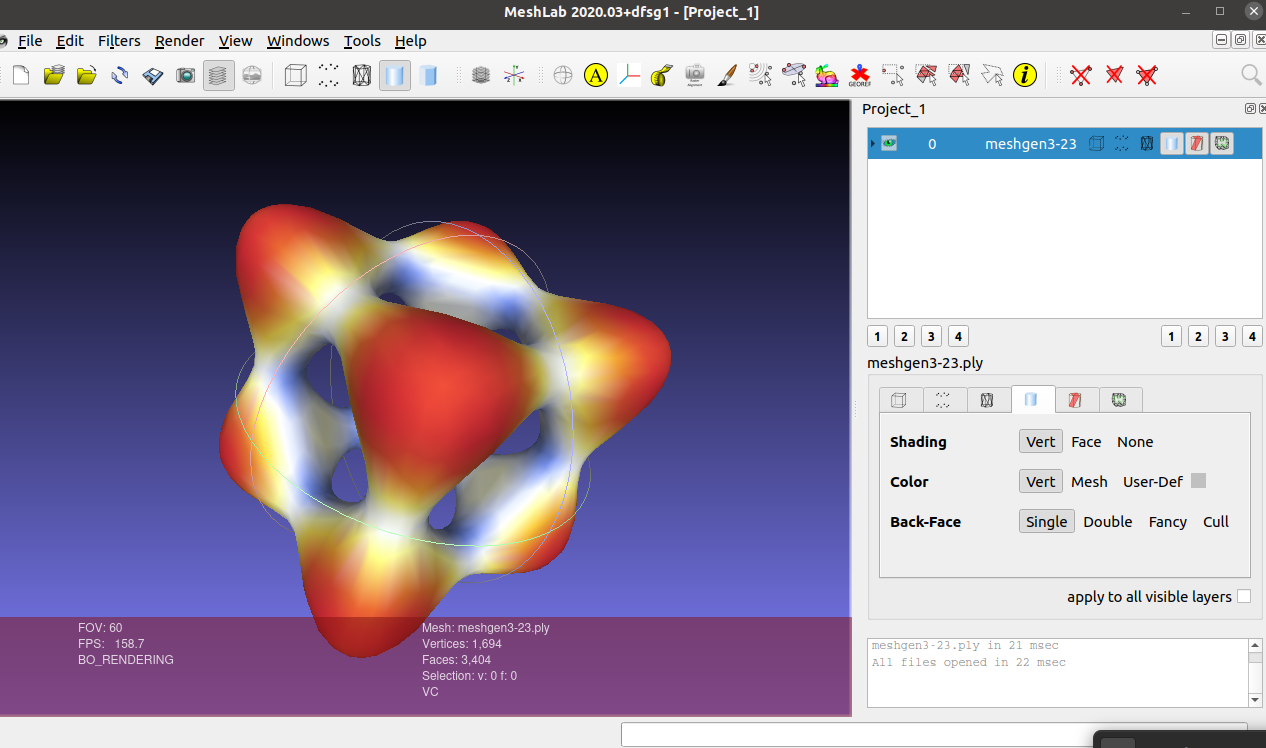 MeshLab 2020.03+dfsg1 - [Project_1]
File Edit Filters Render View Windows Tools Help
A GEOREF i
Project_1
0 meshgen3-23
1 2 3 4 1 2 3 4
meshgen3-23.ply
Shading Vert Face None
Color Vert Mesh User-Def
Back-Face Single Double Fancy Cull
apply to all visible layers
FOV: 60
FPS: 158.7
BO_RENDERING
Mesh: meshgen3-23.ply
Vertices: 1,694
Faces: 3,404
Selection: v: 0 f: 0
VC
meshgen3-23.ply in 21 msec
All files opened in 22 msec